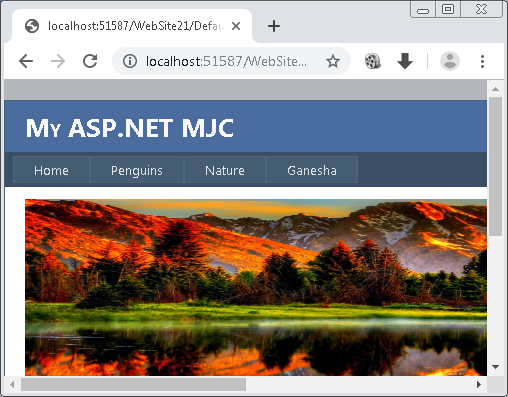 localhost:51587/WebSite21/Defau
localhost:51587/WebSite...
My ASP.NET MJC
Home
Penguins
Nature
Ganesha